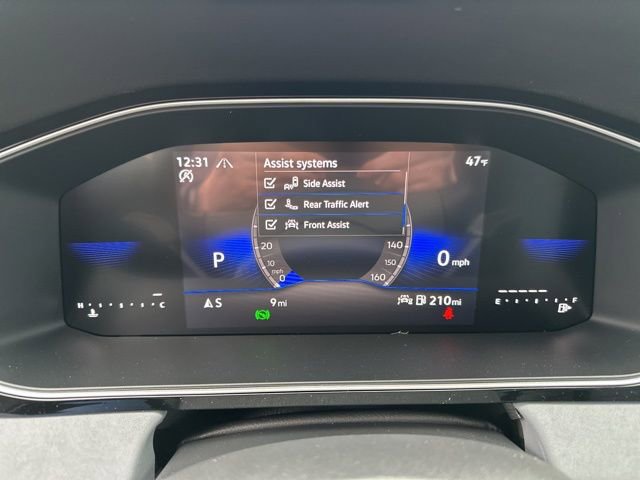 12:31
Assist systems
47°F
Side Assist
Rear Traffic Alert
Front Assist
20
140
P
10
mph
0
150
160
0 mph
H C
S
9 mi
210 mi
E F